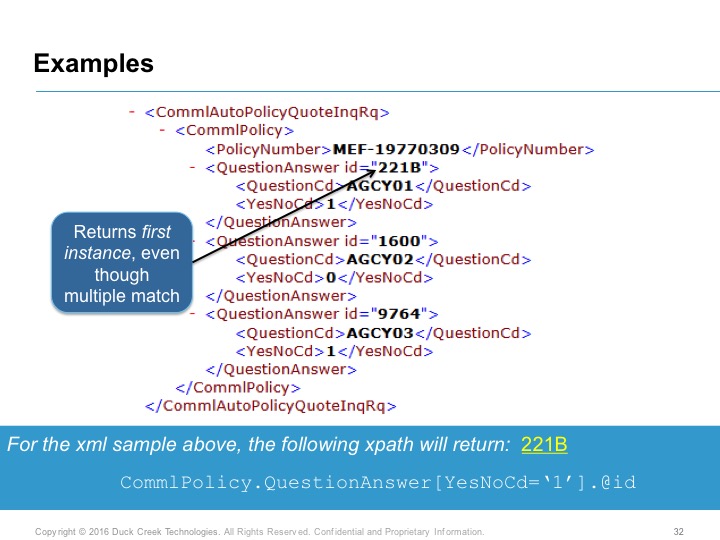 Examples
- <CommlAutoPolicyQuoteInqRq>
- <CommlPolicy>
<PolicyNumber>MEF-19770309</PolicyNumber>
- <QuestionAnswer id="221B">
<QuestionCd>AGCY01</QuestionCd>
<YesNoCd>1</YesNoCd>
</QuestionAnswer>
- <QuestionAnswer id="1600">
<QuestionCd>AGCY02</QuestionCd>
<YesNoCd>0</YesNoCd>
</QuestionAnswer>
- <QuestionAnswer id="9764">
<QuestionCd>AGCY03</QuestionCd>
<YesNoCd>1</YesNoCd>
</QuestionAnswer>
</CommlPolicy>
</CommlAutoPolicyQuoteInqRq>
Returns first
instance, even
though
multiple match
For the xml sample above, the following xpath will return: 221B
CommlPolicy.QuestionAnswer[YesNoCd=‘1’].@id
Copyright © 2016 Duck Creek Technologies. All Rights Reserved. Confidential and Proprietary Information.
32